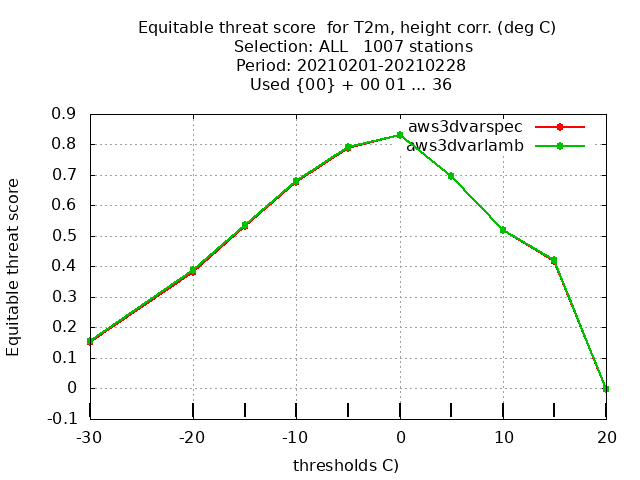 Equitable threat score  for T2m, height corr. (deg C)
Selection: ALL   1007 stations
Period: 20210201-20210228
Used {00} + 00 01 ... 36
aws3dvarspec
aws3dvarlamb
Equitable threat score
0.9
0.8
0.7
0.6
0.5
0.4
0.3
0.2
0.1
0
-0.1
-30 -20 -10 0 10 20
thresholds C)